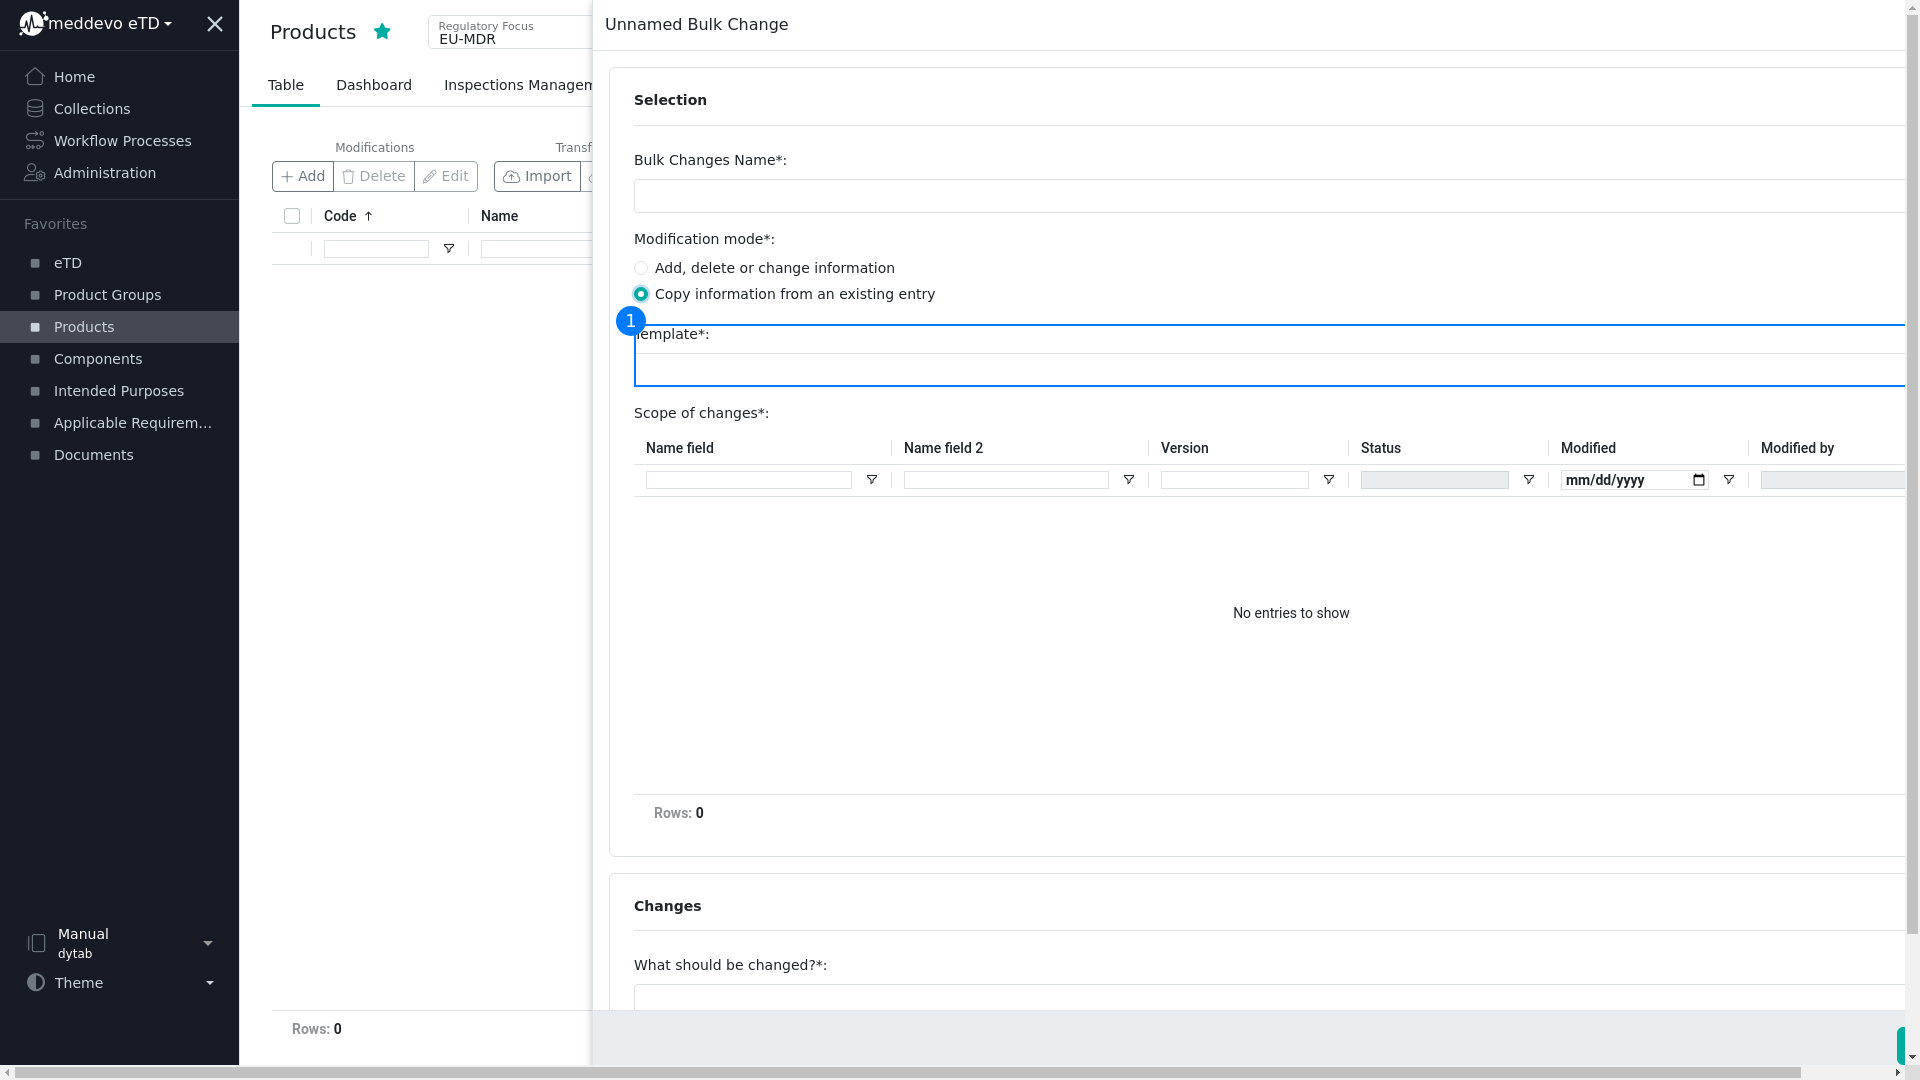 meddevo eTD
Home
Collections
Workflow Processes
Administration
Favorites
eTD
Product Groups
Products
Components
Intended Purposes
Applicable Requirem...
Documents
Manual
dytab
Theme
Products
Regulatory Focus
EU-MDR
Table
Dashboard
Inspections Managem
Modifications
Transf
Add
Delete
Edit
Import
Code
Name
Rows: 0
Unnamed Bulk Change
Selection
Bulk Changes Name*:
Modification mode*:
Add, delete or change information
Copy information from an existing entry
1
Template*:
Scope of changes*:
Name field
Name field 2
Version
Status
Modified
Modified by
mm/dd/yyyy
No entries to show
Rows: 0
Changes
What should be changed?*: